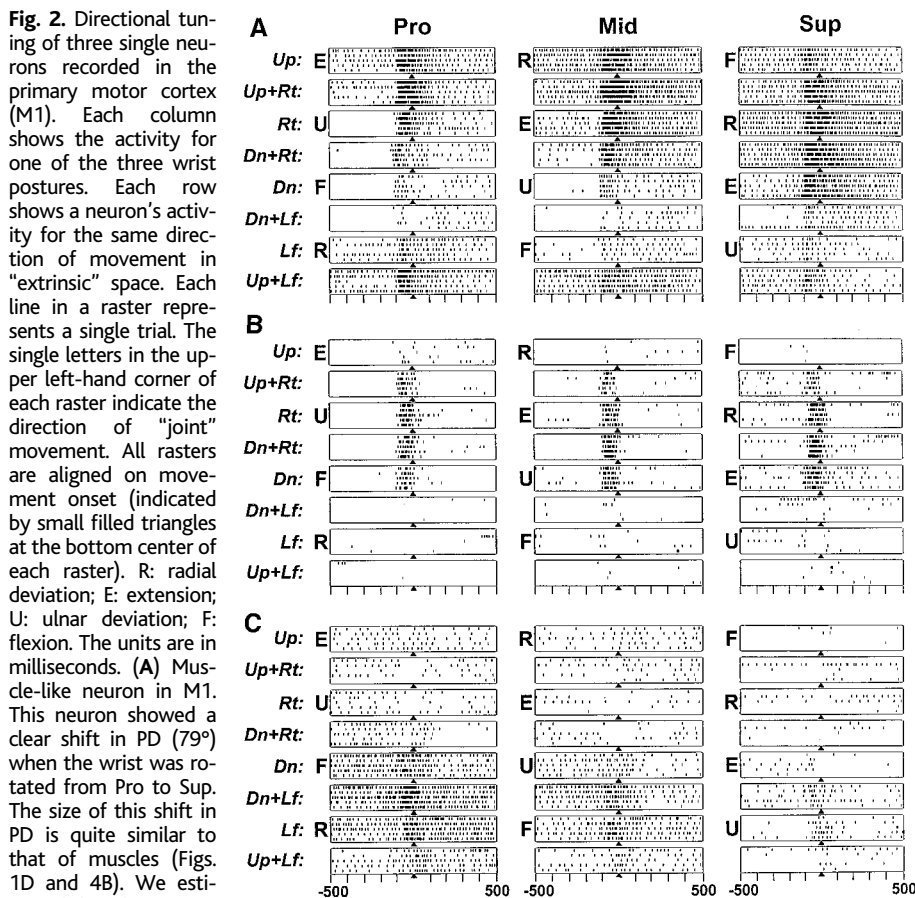 Fig. 2. Directional tun-
ing of three single neu-
rons recorded in the
primary motor cortex
(M1). Each column
shows the activity for
one of the three wrist
postures. Each row
shows a neuron's activ-
ity for the same direc-
tion of movement in
"extrinsic" space. Each
line in a raster repre-
sents a single trial. The
single letters in the up-
per left-hand corner of
each raster indicate the
direction of "joint"
movement. All rasters
are aligned on move-
ment onset (indicated
by small filled triangles
at the bottom center of
each raster). R: radial
deviation; E: extension;
U: ulnar deviation; F:
flexion. The units are in
milliseconds. (A) Mus-
cle-like neuron in M1.
This neuron showed a
clear shift in PD (79°)
when the wrist was ro-
tated from Pro to Sup.
The size of this shift in
PD is quite similar to
that of muscles (Figs.
1D and 4B). We esti-
A Pro Mid Sup
Up: E R F
Up+Rt:
Rt: U E R
Dn+Rt:
Dn: F U E
Dn+Lf:
Lf: R F U
Up+Lf:
B
Up: E R F
Up+Rt:
Rt: U E R
Dn+Rt:
Dn: F U E
Dn+Lf:
Lf: R F U
Up+Lf:
C
Up: E R F
Up+Rt:
Rt: U E R
Dn+Rt:
Dn: F U E
Dn+Lf:
Lf: R F U
Up+Lf:
-500 500 -500 500 -500 500